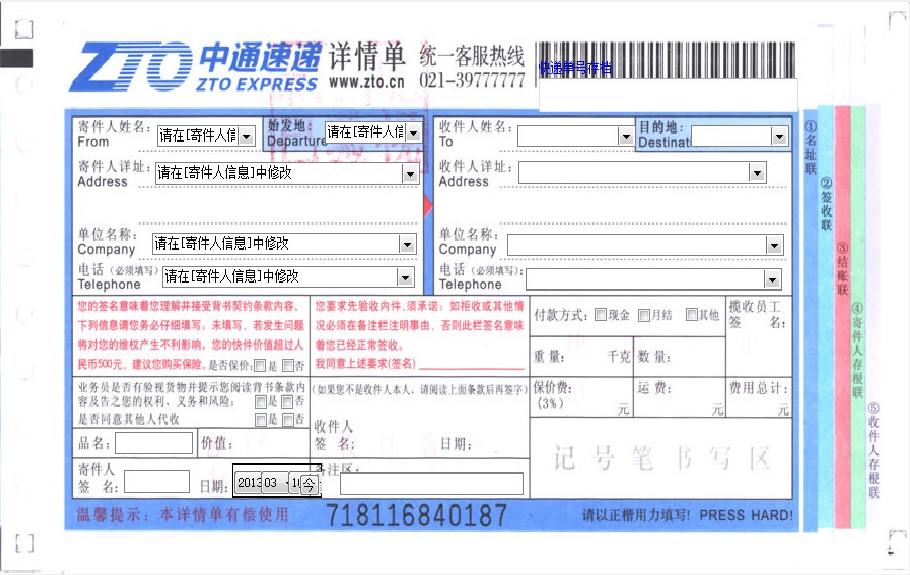 ZTO 中通速递 详情单 统一客服热线
ZTO EXPRESS www.zto.cn 021-39777777
快递单号存档
寄件人姓名: 请在[寄件人信 始发地: 请在[寄件人信
From Departure
收件人姓名: 目的地:
To Destinati
寄件人详址: 请在[寄件人信息]中修改
Address
收件人详址:
Address
单位名称: 请在[寄件人信息]中修改
Company
单位名称:
Company
电话(必须填写) 请在[寄件人信息]中修改
Telephone
电话(必须填写):
Telephone
您的签名意味着您理解并接受背书契约条款内容。
下列信息请您务必仔细填写;未填写,若发生问题
将对您的维权产生不利影响。您的快件价值超过人
民币500元,建议您购买保险。是否保价: 是 否
您要求先验收内件,须承诺:如拒收或其他情
况必须在备注栏注明事由,否则此栏签名意味
着您已经正常签收。
我同意上述要求(签名)
付款方式: 现金 月结 其他
揽收员工
签 名:
重量: 千克 数量:
业务员是否有验视货物并提示您阅读背书条款内
容及告之您的权利、义务和风险: 是 否
是否同意其他人代收 是 否
(如果您不是收件人本人,请阅读上面条款后再签字)
收件人
签 名: 日期:
保价费: 元
(3%)
运费: 元
费用总计: 元
品名: 价值:
寄件人
签 名: 日期: 2013 03 今
备注区:
记号笔书写区
温馨提示:本详情单有偿使用 718116840187 请以正楷用力填写! PRESS HARD!
①名址联
②签收联
③结账联
④寄件人存根联
⑤收件人存根联